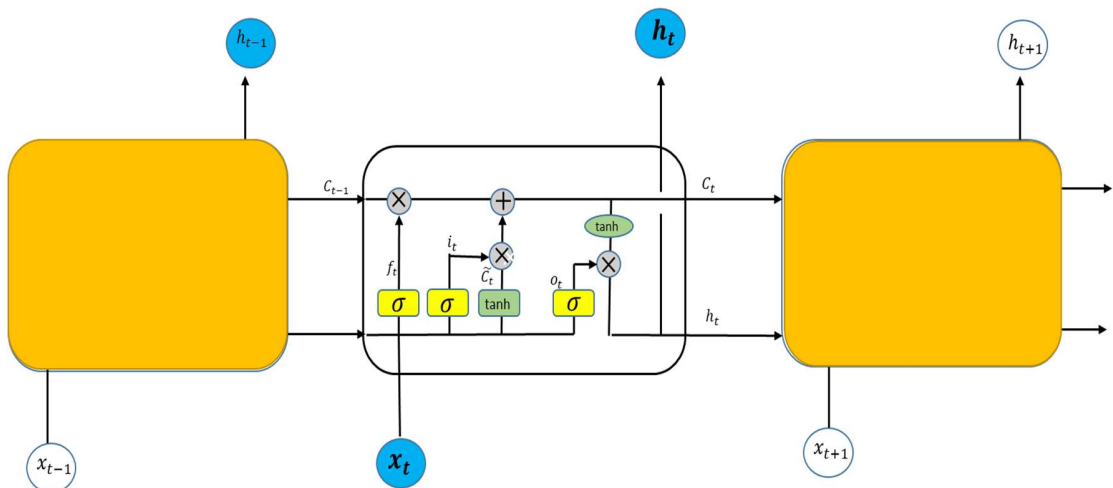 h_{t−1}
h_t
h_{t+1}
C_{t−1}
C_t
×
+
tanh
i_t
×
×
f_t
C̃_t
o_t
σ
σ
tanh
σ
h_t
x_{t−1}
x_t
x_{t+1}